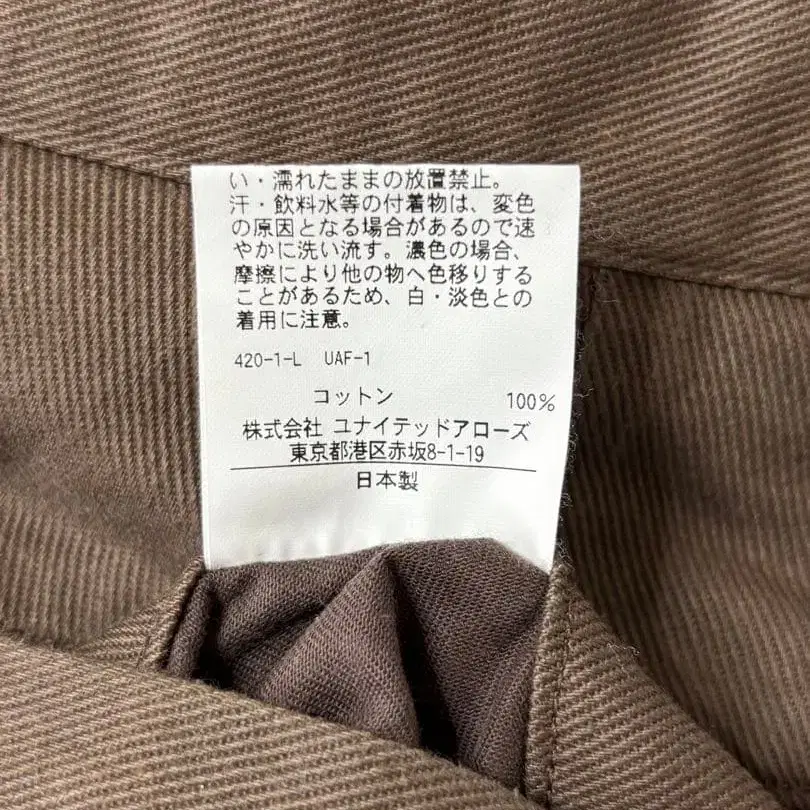 い・濡れたままの放置禁止。
汗・飲料水等の付着物は、変色
の原因となる場合があるので速
やかに洗い流す。濃色の場合、
摩擦により他の物へ色移りする
ことがあるため、白・淡色との
着用に注意。
420-1-L UAF-1
コットン 100%
株式会社 ユナイテッドアローズ
東京都港区赤坂8-1-19
日本製